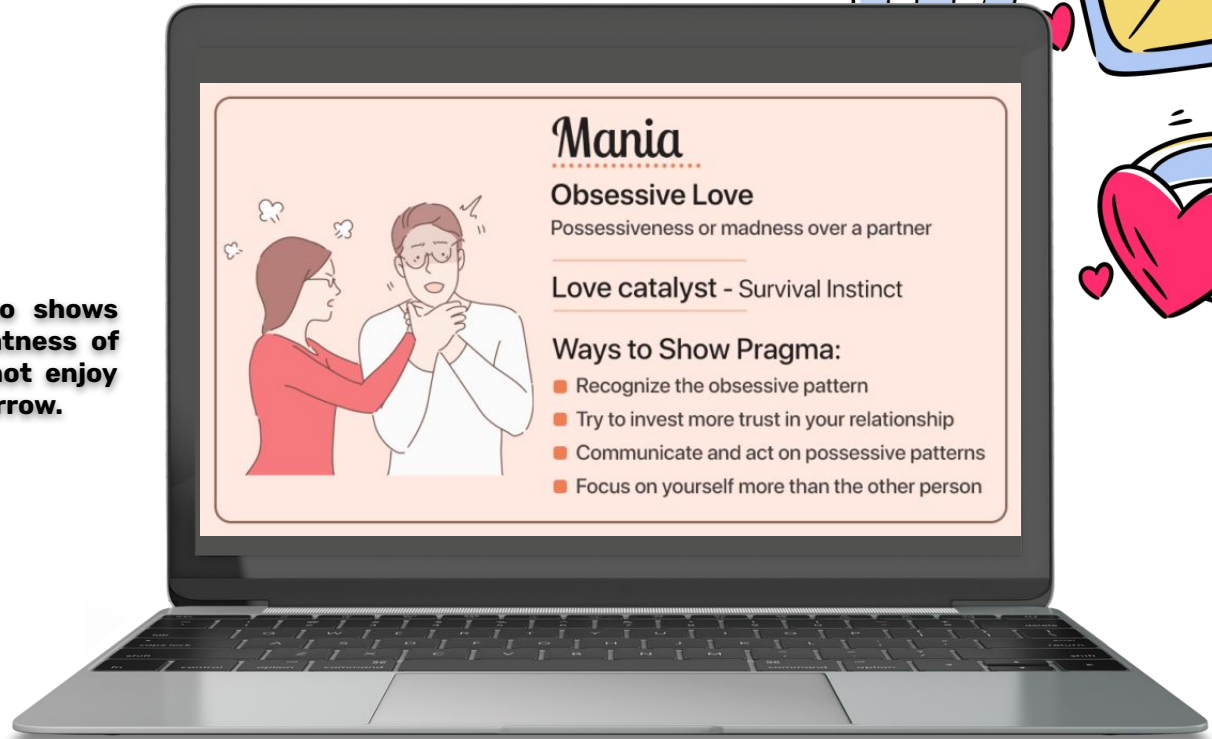 o shows
tness of
not enjoy
rrow.
Mania
Obsessive Love
Possessiveness or madness over a partner
Love catalyst - Survival Instinct
Ways to Show Pragma:
Recognize the obsessive pattern
Try to invest more trust in your relationship
Communicate and act on possessive patterns
Focus on yourself more than the other person